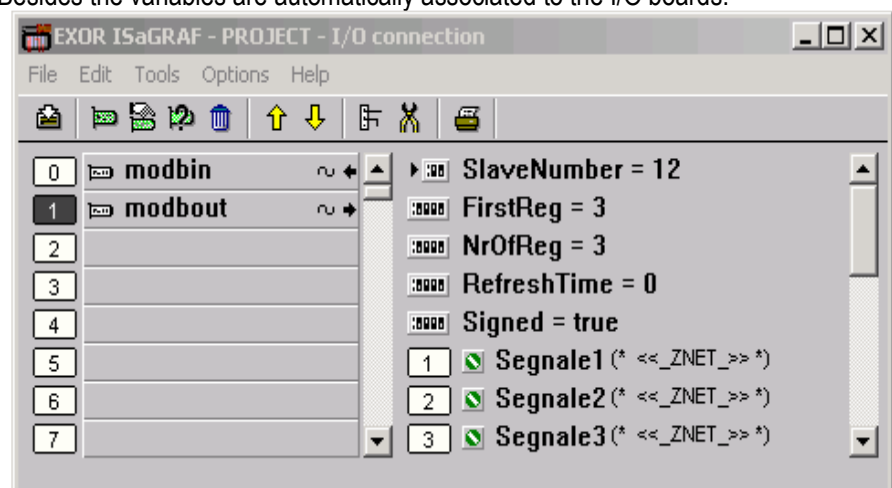 Besides the variables are automatically associated to the I/O boards.
EXOR ISaGRAF - PROJECT - I/O connection
File Edit Tools Options Help
0 modbin
1 modbout
2
3
4
5
6
7
SlaveNumber = 12
FirstReg = 3
NrOfReg = 3
RefreshTime = 0
Signed = true
1 Segnale1 (* <<_ZNET_>> *)
2 Segnale2 (* <<_ZNET_>> *)
3 Segnale3 (* <<_ZNET_>> *)